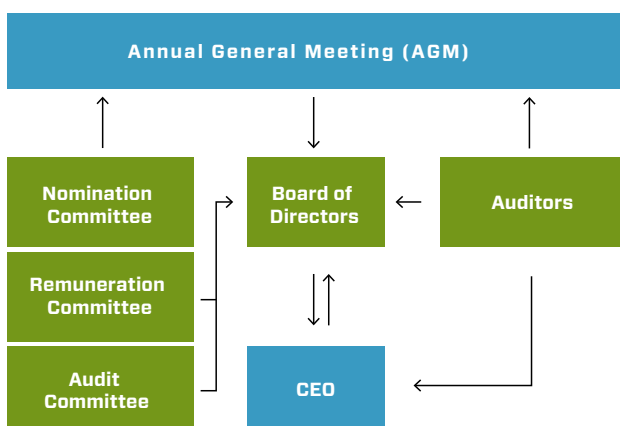 Annual General Meeting (AGM)
Nomination
Committee
Board of
Directors
Auditors
Remuneration
Committee
Audit
Committee
CEO